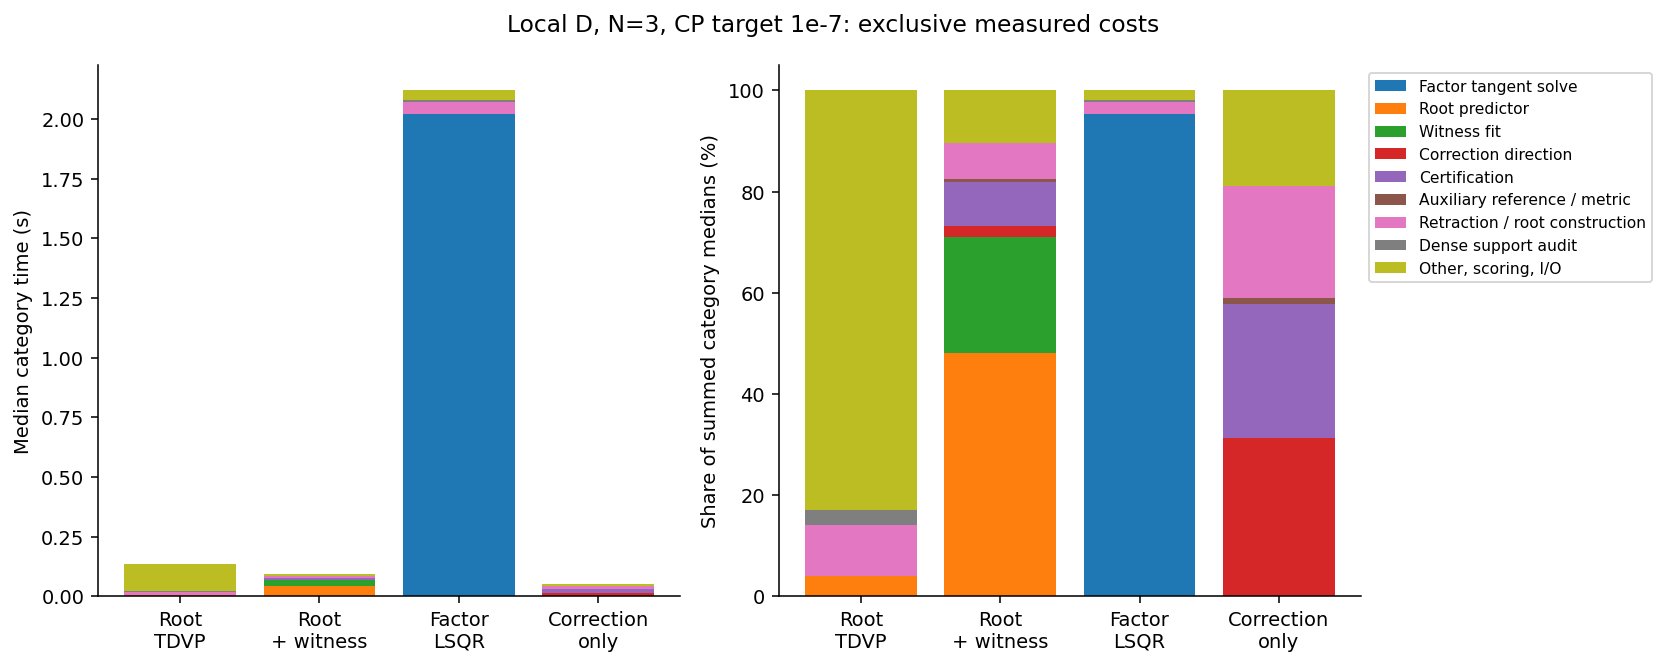 Local D, N=3, CP target 1e-7: exclusive measured costs
Median category time (s)
2.00
1.75
1.50
1.25
1.00
0.75
0.50
0.25
0.00
Root
TDVP
Root
+ witness
Factor
LSQR
Correction
only
Share of summed category medians (%)
100
80
60
40
20
0
Root
TDVP
Root
+ witness
Factor
LSQR
Correction
only
Factor tangent solve
Root predictor
Witness fit
Correction direction
Certification
Auxiliary reference / metric
Retraction / root construction
Dense support audit
Other, scoring, I/O